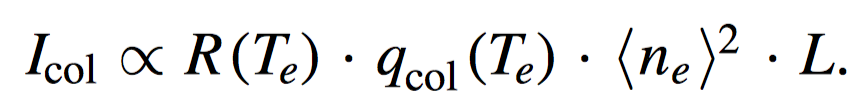 I_col ∝ R(T_e) · q_col(T_e) · ⟨n_e⟩² · L.